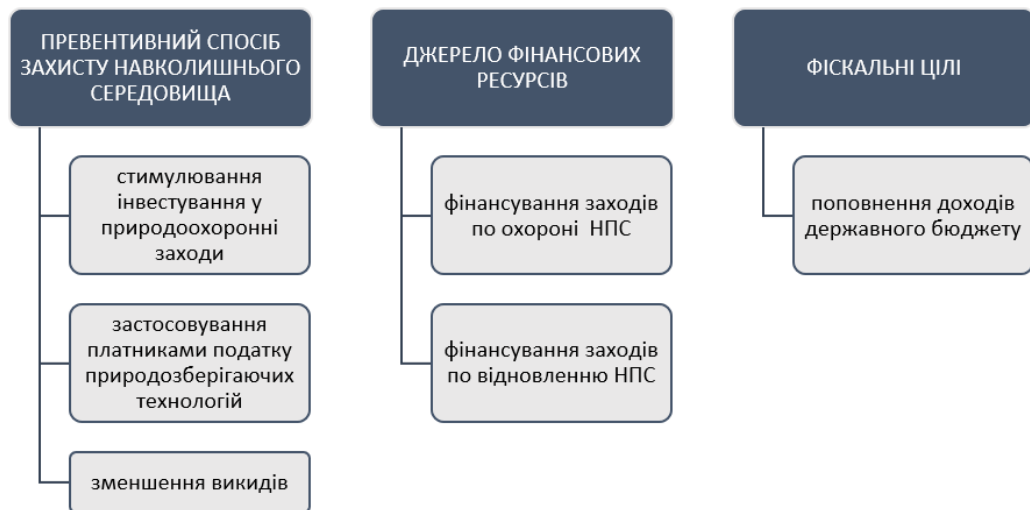 ПРЕВЕНТИВНИЙ СПОСІБ
ЗАХИСТУ НАВКОЛИШНЬОГО
СЕРЕДОВИЩА
стимулювання
інвестування у
природоохоронні
заходи
застосовування
платниками податку
природозберігаючих
технологій
зменшення викидів
ДЖЕРЕЛО ФІНАНСОВИХ
РЕСУРСІВ
фінансування заходів
по охороні НПС
фінансування заходів
по відновленню НПС
ФІСКАЛЬНІ ЦІЛІ
поповнення доходів
державного бюджету